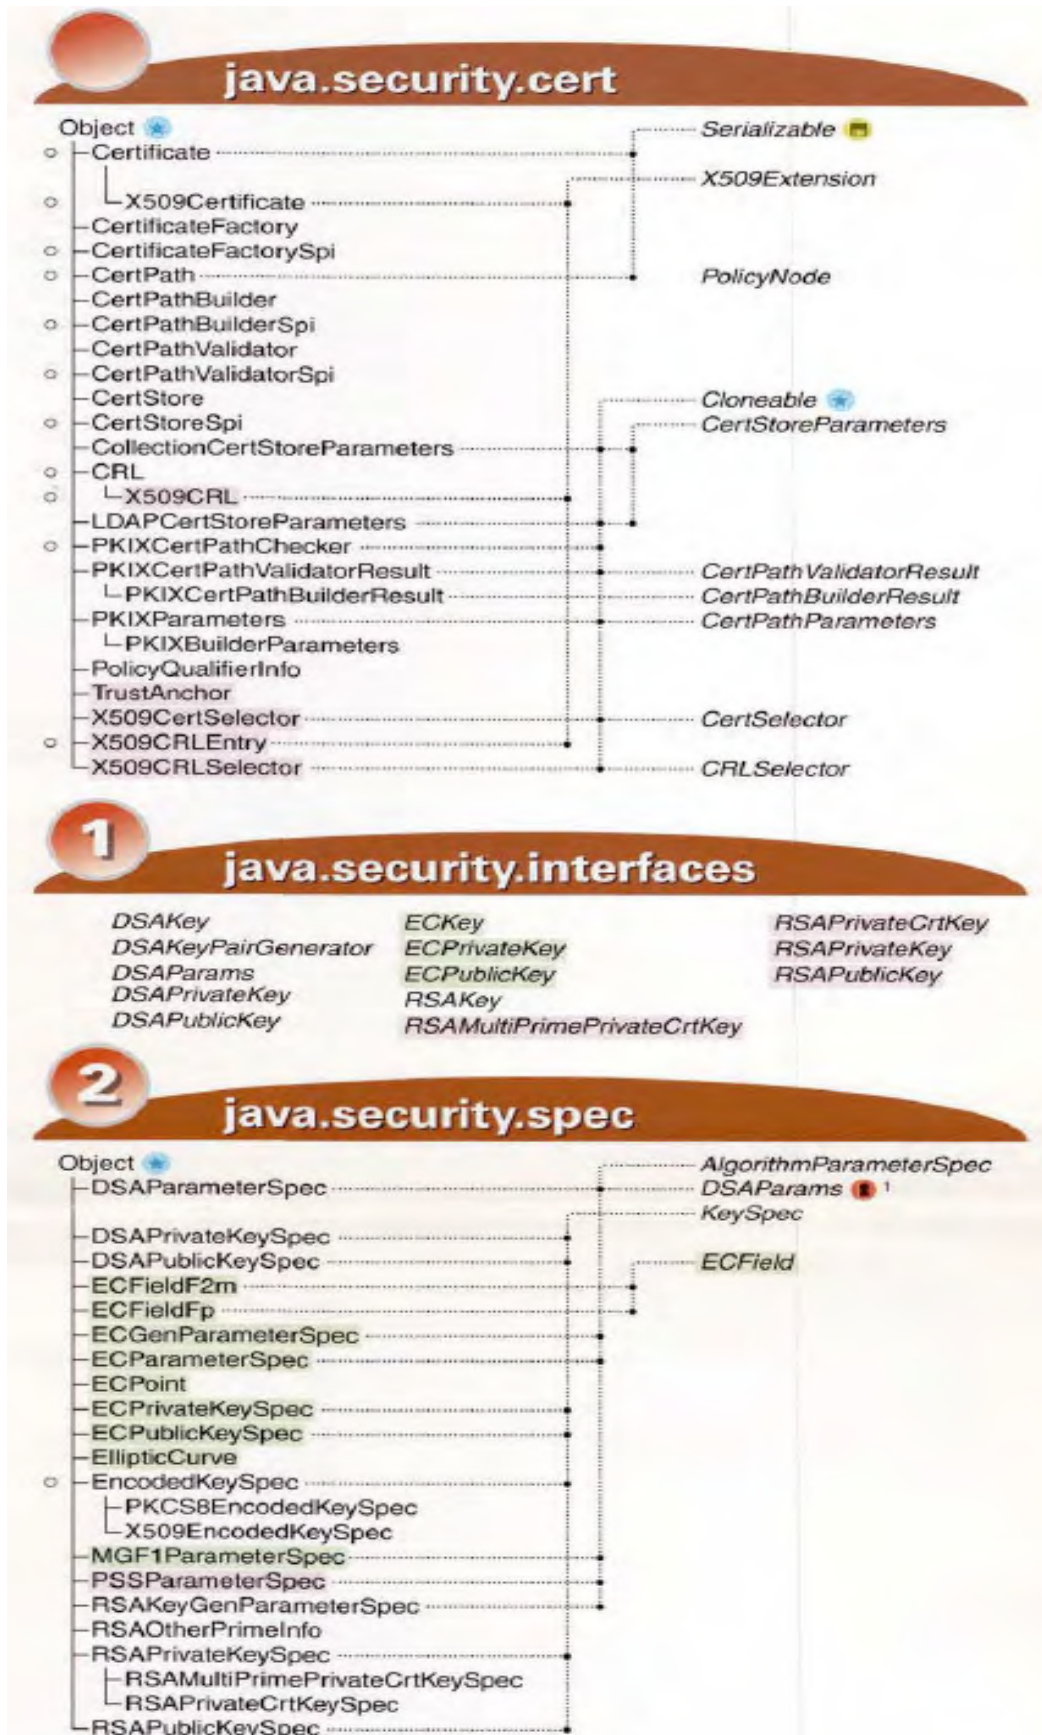 java.security.cert
Object Serializable
Certificate
X509Extension
X509Certificate
CertificateFactory
CertificateFactorySpi
CertPath PolicyNode
CertPathBuilder
CertPathBuilderSpi
CertPathValidator
CertPathValidatorSpi
CertStore Cloneable
CertStoreSpi CertStoreParameters
CollectionCertStoreParameters
CRL
X509CRL
LDAPCertStoreParameters
PKIXCertPathChecker
PKIXCertPathValidatorResult CertPathValidatorResult
PKIXCertPathBuilderResult CertPathBuilderResult
PKIXParameters CertPathParameters
PKIXBuilderParameters
PolicyQualifierInfo
TrustAnchor
X509CertSelector CertSelector
X509CRLEntry
X509CRLSelector CRLSelector
1
java.security.interfaces
DSAKey ECKey RSAPrivateCrtKey
DSAKeyPairGenerator ECPrivateKey RSAPrivateKey
DSAParams ECPublicKey RSAPublicKey
DSAPrivateKey RSAKey
DSAPublicKey RSAMultiPrimePrivateCrtKey
2
java.security.spec
Object AlgorithmParameterSpec
DSAParameterSpec DSAParams 1
KeySpec
DSAPrivateKeySpec
DSAPublicKeySpec ECField
ECFieldF2m
ECFieldFp
ECGenParameterSpec
ECParameterSpec
ECPoint
ECPrivateKeySpec
ECPublicKeySpec
EllipticCurve
EncodedKeySpec
PKCS8EncodedKeySpec
X509EncodedKeySpec
MGF1ParameterSpec
PSSParameterSpec
RSAKeyGenParameterSpec
RSAOtherPrimeInfo
RSAPrivateKeySpec
RSAMultiPrimePrivateCrtKeySpec
RSAPrivateCrtKeySpec
RSAPublicKeySpec